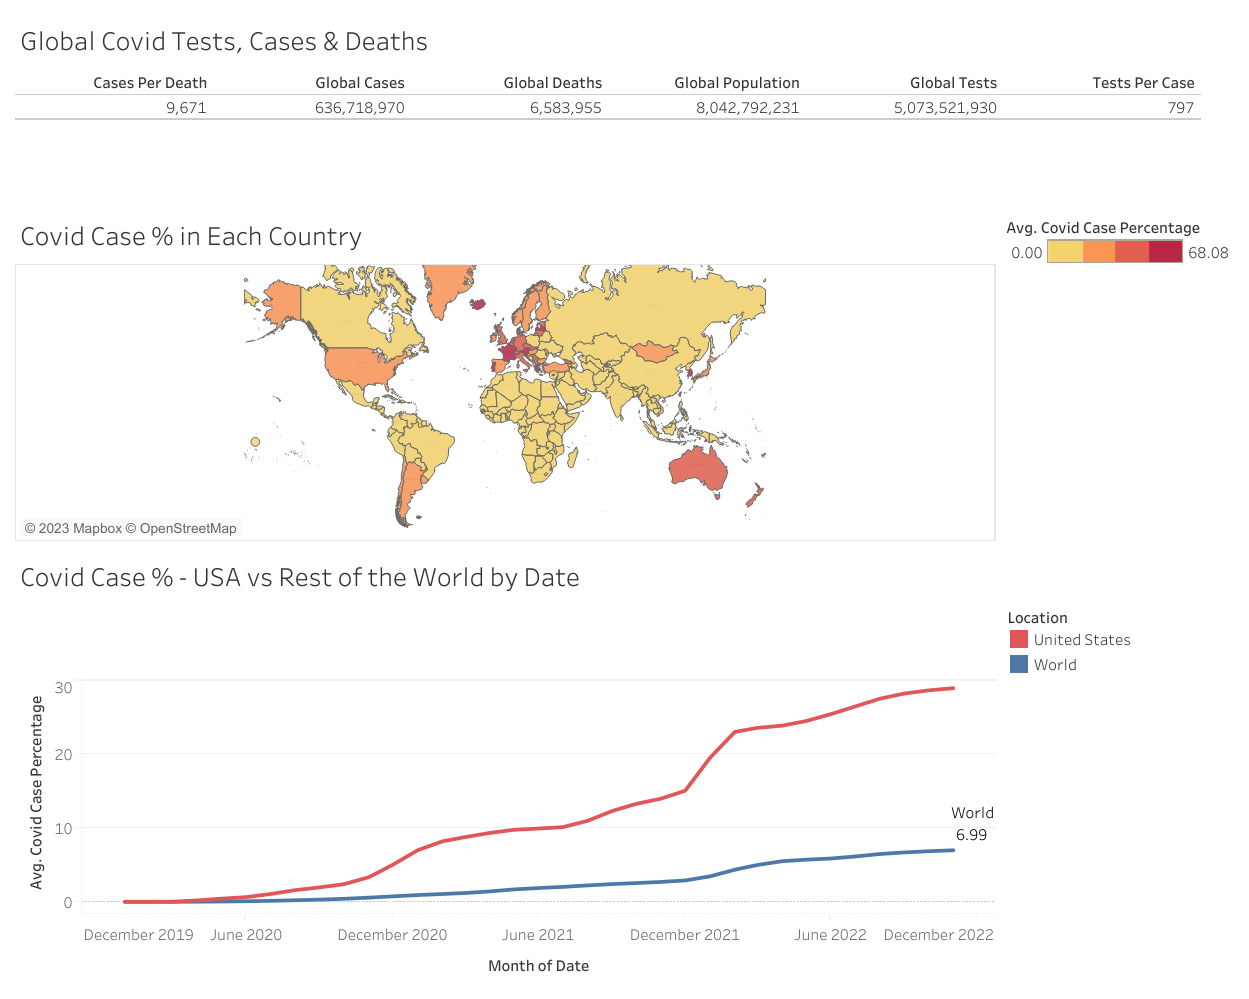 Global Covid Tests, Cases & Deaths
Cases Per Death Global Cases Global Deaths Global Population Global Tests Tests Per Case
9,671 636,718,970 6,583,955 8,042,792,231 5,073,521,930 797
Covid Case % in Each Country
Avg. Covid Case Percentage
0.00 68.08
© 2023 Mapbox © OpenStreetMap
Covid Case % - USA vs Rest of the World by Date
Location
United States
World
Avg. Covid Case Percentage
30
20
10
0
World
6.99
December 2019 June 2020 December 2020 June 2021 December 2021 June 2022 December 2022
Month of Date